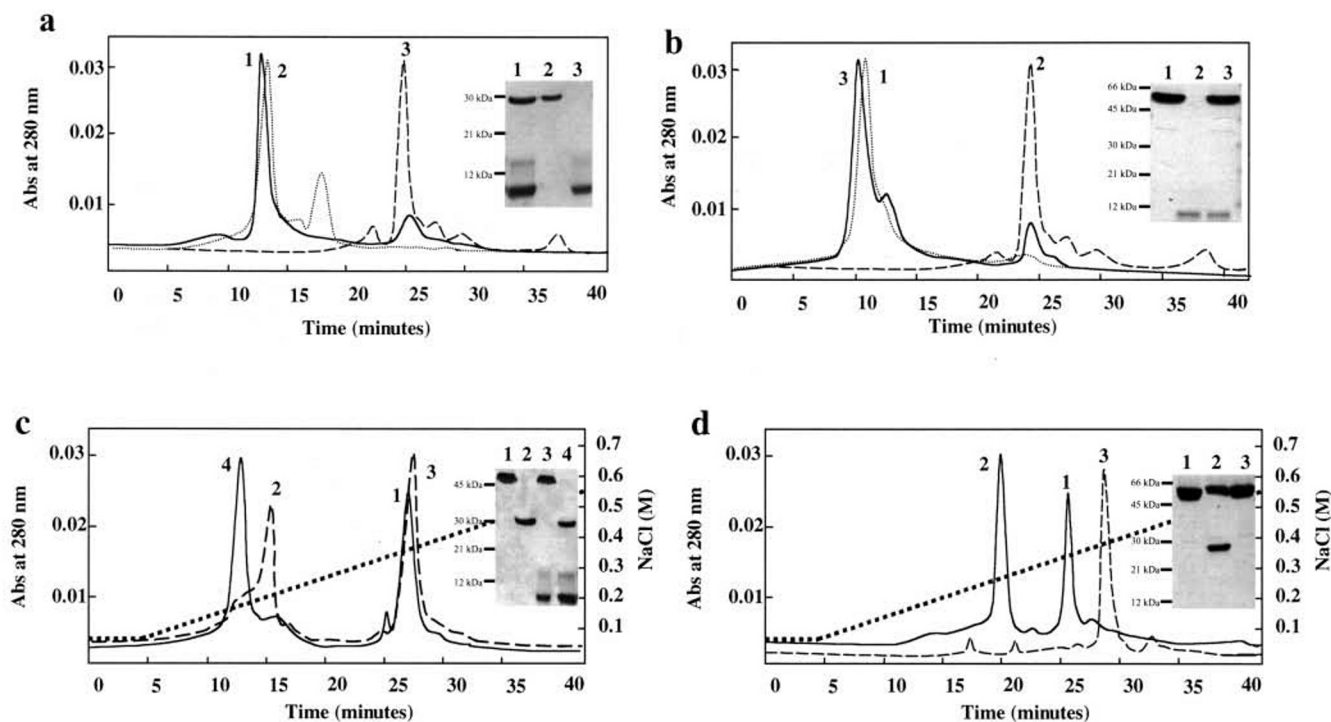 a
1
2
3
1 2 3
30 kDa
21 kDa
12 kDa
0.03
0.02
0.01
Abs at 280 nm
0 5 10 15 20 25 30 35 40
Time (minutes)
b
3
1
2
1 2 3
66 kDa
45 kDa
30 kDa
21 kDa
12 kDa
0.03
0.02
0.01
Abs at 280 nm
0 5 10 15 20 25 30 35 40
Time (minutes)
c
4
2
1
3
1 2 3 4
45 kDa
30 kDa
21 kDa
12 kDa
0.03
0.02
0.01
Abs at 280 nm
0.7
0.6
0.5
0.4
0.3
0.2
0.1
NaCl (M)
0 5 10 15 20 25 30 35 40
Time (minutes)
d
2
1
3
1 2 3
66 kDa
45 kDa
30 kDa
21 kDa
12 kDa
0.03
0.02
0.01
Abs at 280 nm
0.7
0.6
0.5
0.4
0.3
0.2
0.1
NaCl (M)
0 5 10 15 20 25 30 35 40
Time (minutes)